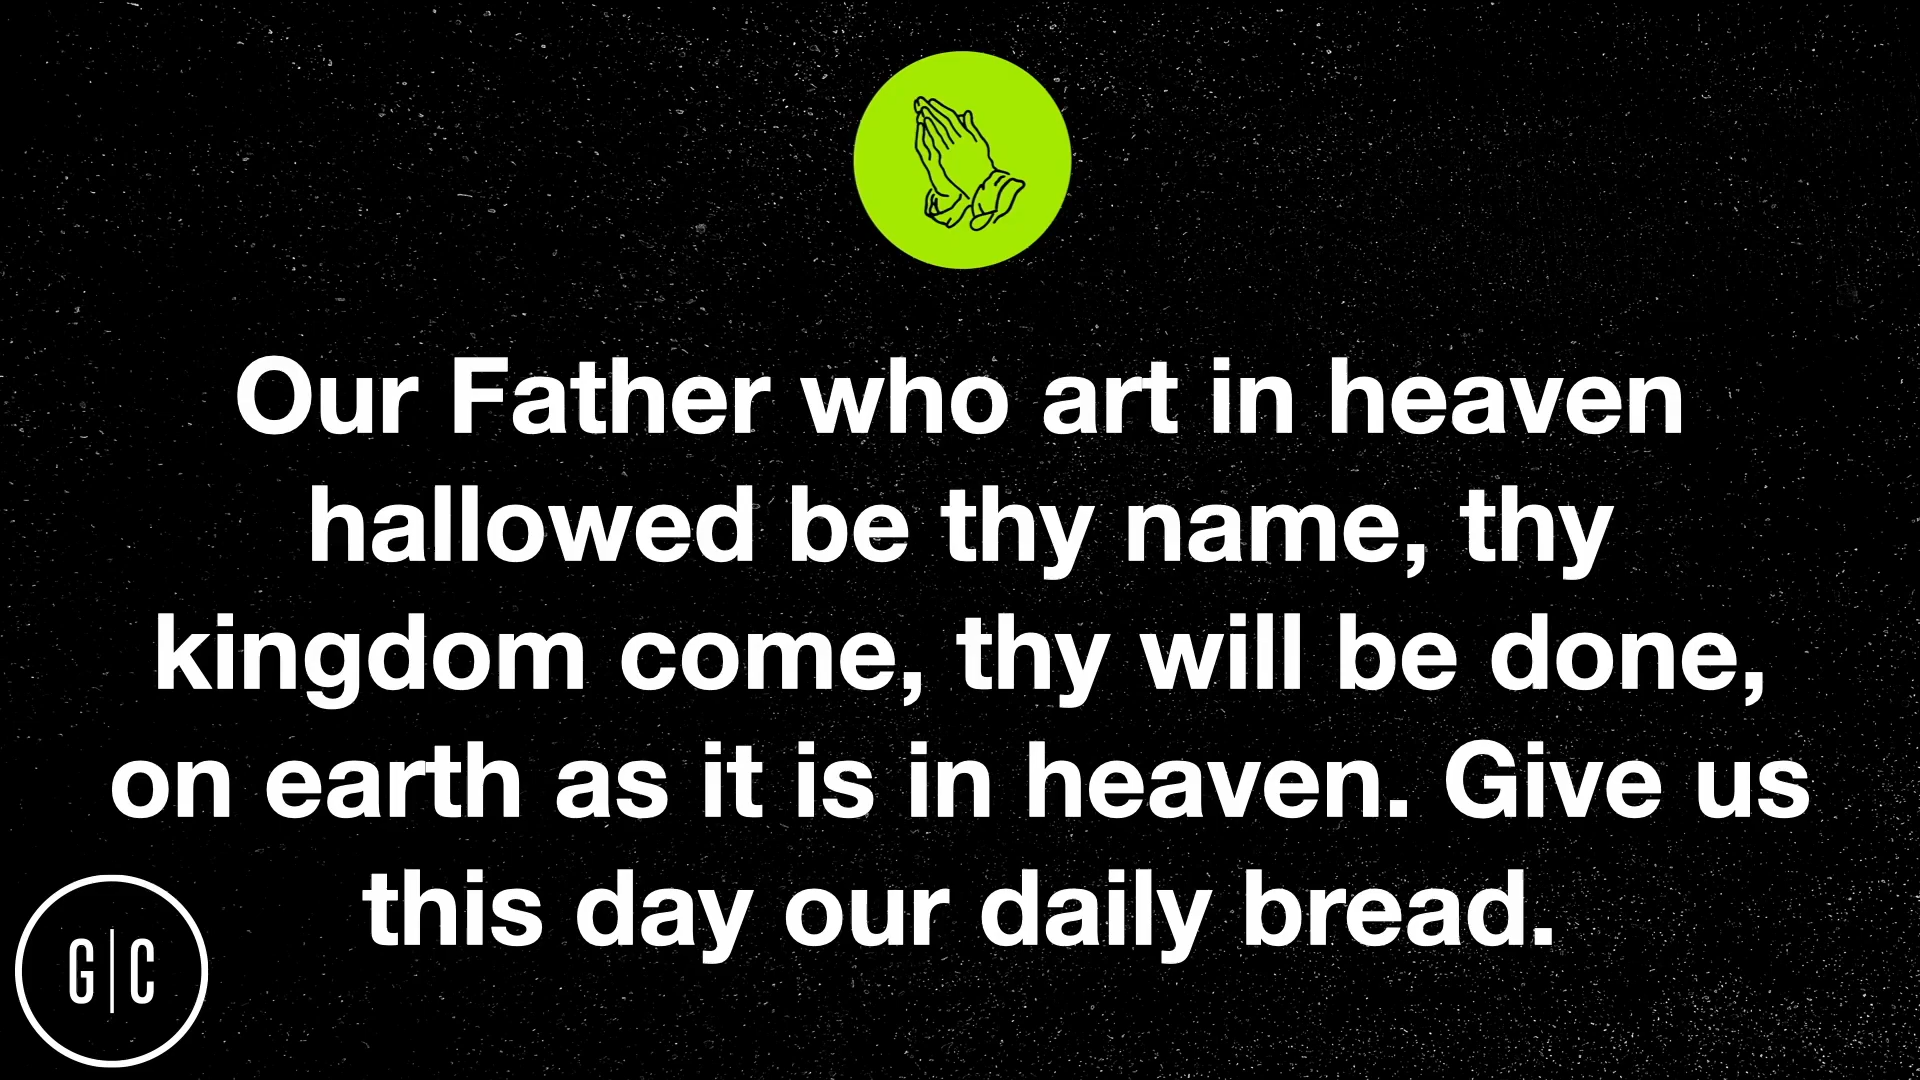 Our Father who art in heaven
hallowed be thy name, thy
kingdom come, thy will be done,
on earth as it is in heaven. Give us
this day our daily bread.
G|C